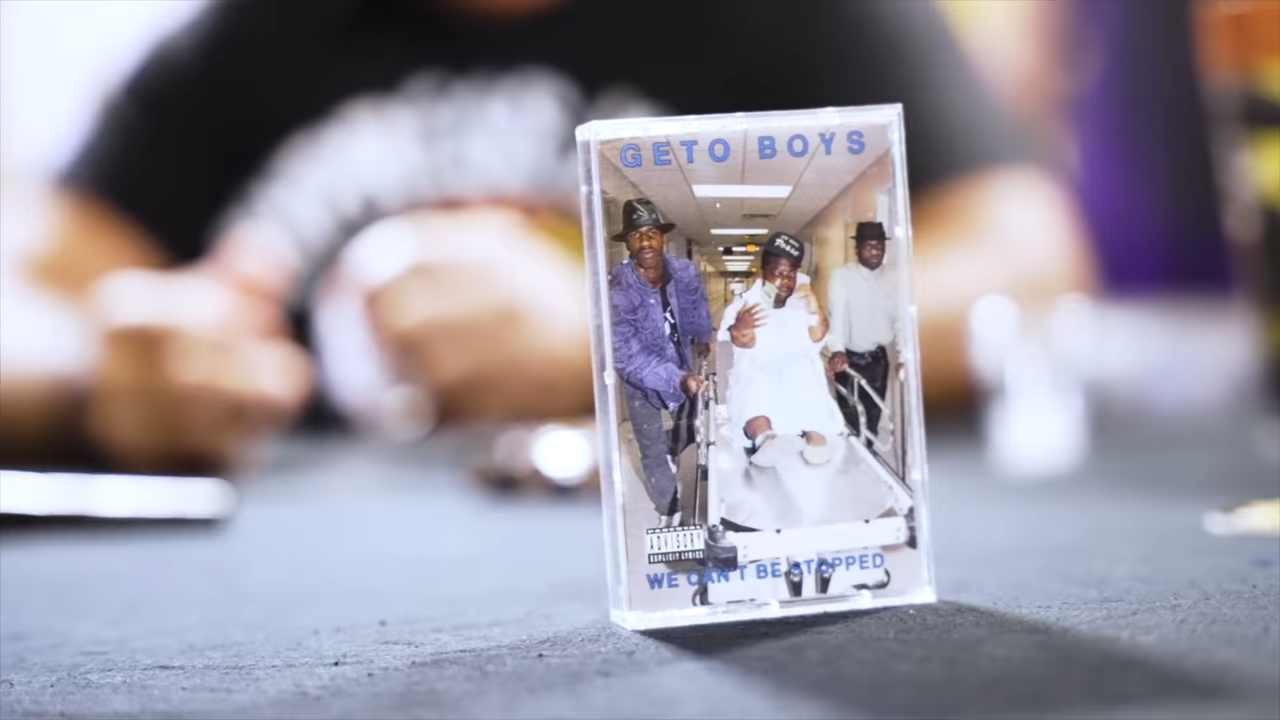 GETO BOYS
PARENTAL
ADVISORY
EXPLICIT LYRICS
WE CAN'T BE STOPPED